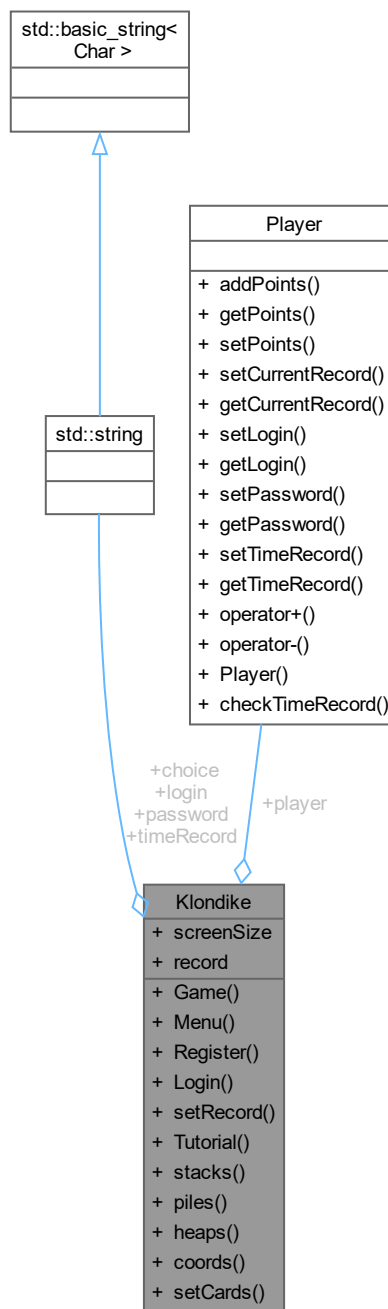 std::basic_string<
Char >
Player
+ addPoints()
+ getPoints()
+ setPoints()
+ setCurrentRecord()
+ getCurrentRecord()
+ setLogin()
+ getLogin()
+ setPassword()
+ getPassword()
+ setTimeRecord()
+ getTimeRecord()
+ operator+()
+ operator-()
+ Player()
+ checkTimeRecord()
std::string
+choice
+login
+password
+timeRecord
+player
Klondike
+ screenSize
+ record
+ Game()
+ Menu()
+ Register()
+ Login()
+ setRecord()
+ Tutorial()
+ stacks()
+ piles()
+ heaps()
+ coords()
+ setCards()